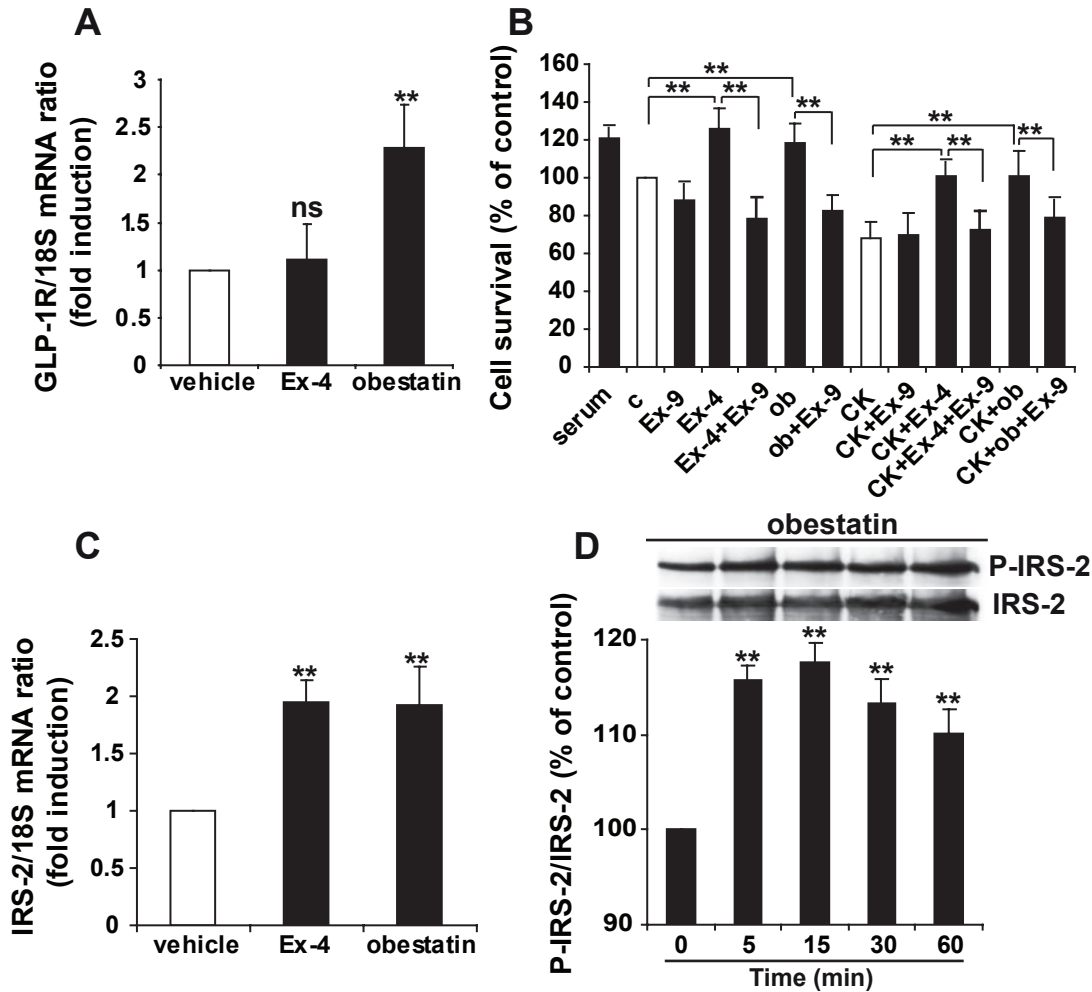 A
GLP-1R/18S mRNA ratio
(fold induction)
3
2.5
2
1.5
1
0.5
0
ns
**
vehicle
Ex-4
obestatin
B
Cell survival (% of control)
160
140
120
100
80
60
40
20
0
**
** ** **
**
** ** **
serum
c
Ex-9
Ex-4
Ex-4+Ex-9
ob
ob+Ex-9
CK
CK+Ex-9
CK+Ex-4
CK+Ex-4+Ex-9
CK+ob
CK+ob+Ex-9
C
IRS-2/18S mRNA ratio
(fold induction)
2.5
2
1.5
1
0.5
0
**
**
vehicle
Ex-4
obestatin
D
obestatin
P-IRS-2
IRS-2
P-IRS-2/IRS-2 (% of control)
120
110
100
90
**
**
**
**
0 5 15 30 60
Time (min)